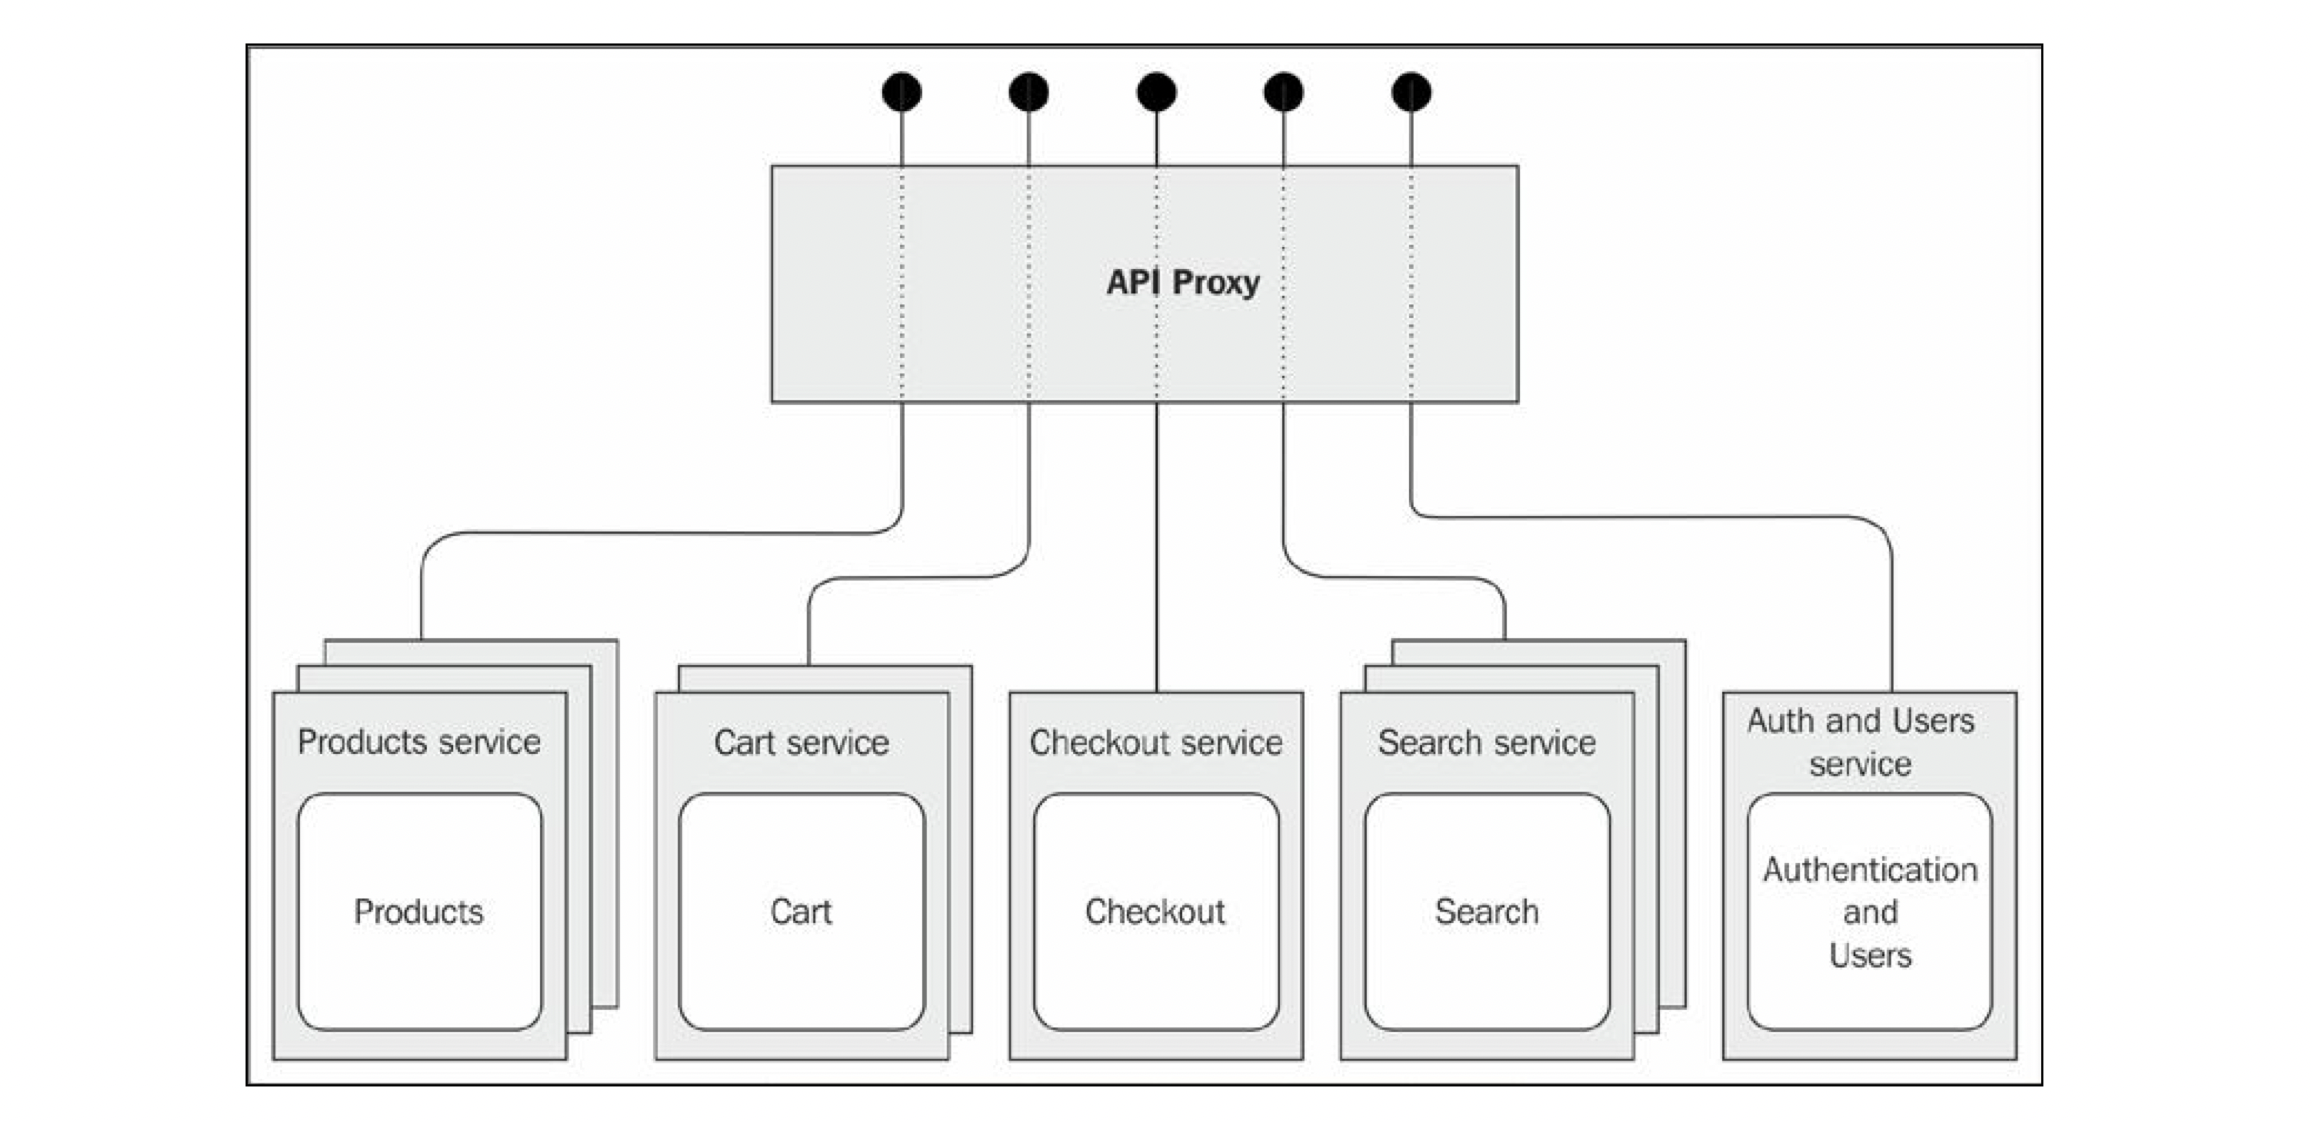 API Proxy
Products service
Products
Cart service
Cart
Checkout service
Checkout
Search service
Search
Auth and Users
service
Authentication
and
Users